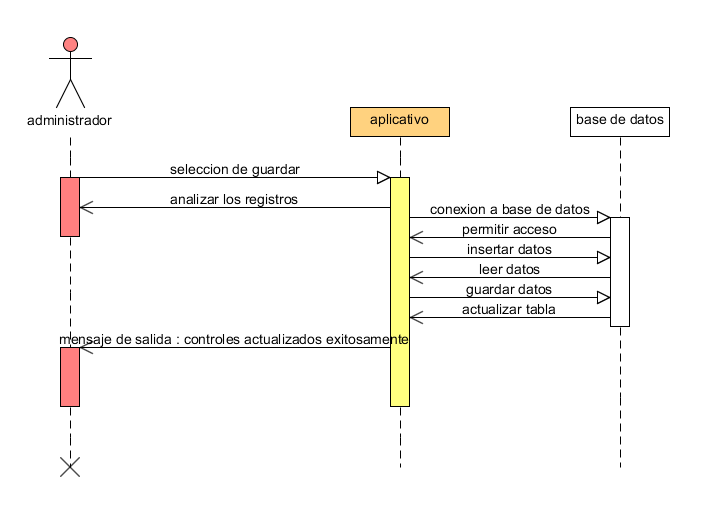 administrador
aplicativo
base de datos
seleccion de guardar
analizar los registros
conexion a base de datos
permitir acceso
insertar datos
leer datos
guardar datos
actualizar tabla
mensaje de salida : controles actualizados exitosamente